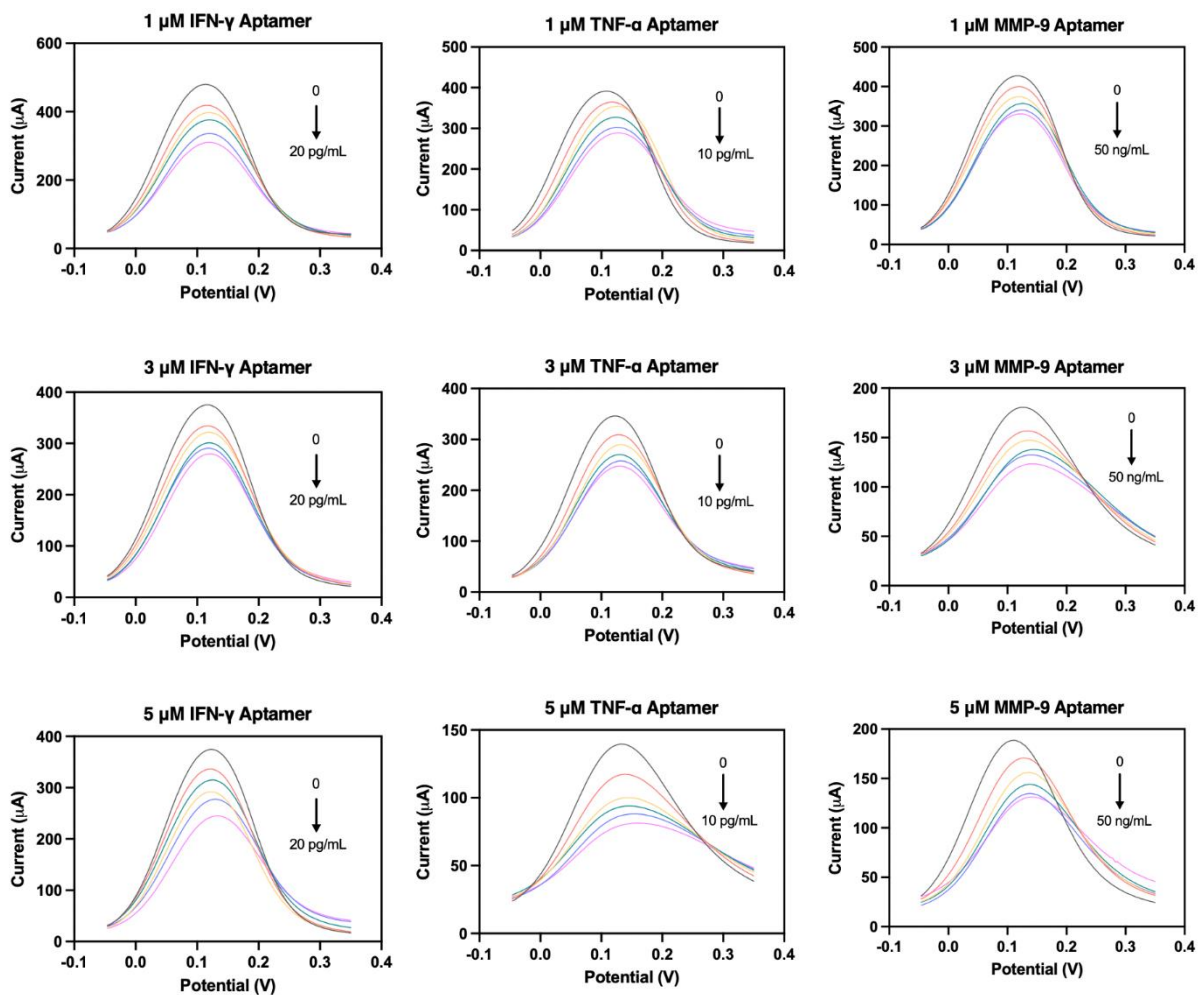 1 µM IFN-γ Aptamer
600
400
200
0
Current (µA)
0
20 pg/mL
-0.1 0.0 0.1 0.2 0.3 0.4
Potential (V)
1 µM TNF-α Aptamer
500
400
300
200
100
0
Current (µA)
0
10 pg/mL
-0.1 0.0 0.1 0.2 0.3 0.4
Potential (V)
1 µM MMP-9 Aptamer
500
400
300
200
100
0
Current (µA)
0
50 ng/mL
-0.1 0.0 0.1 0.2 0.3 0.4
Potential (V)
3 µM IFN-γ Aptamer
400
300
200
100
0
Current (µA)
0
20 pg/mL
-0.1 0.0 0.1 0.2 0.3 0.4
Potential (V)
3 µM TNF-α Aptamer
400
300
200
100
0
Current (µA)
0
10 pg/mL
-0.1 0.0 0.1 0.2 0.3 0.4
Potential (V)
3 µM MMP-9 Aptamer
200
150
100
50
0
Current (µA)
0
50 ng/mL
-0.1 0.0 0.1 0.2 0.3 0.4
Potential (V)
5 µM IFN-γ Aptamer
400
300
200
100
0
Current (µA)
0
20 pg/mL
-0.1 0.0 0.1 0.2 0.3 0.4
Potential (V)
5 µM TNF-α Aptamer
150
100
50
0
Current (µA)
0
10 pg/mL
-0.1 0.0 0.1 0.2 0.3 0.4
Potential (V)
5 µM MMP-9 Aptamer
200
150
100
50
0
Current (µA)
0
50 ng/mL
-0.1 0.0 0.1 0.2 0.3 0.4
Potential (V)